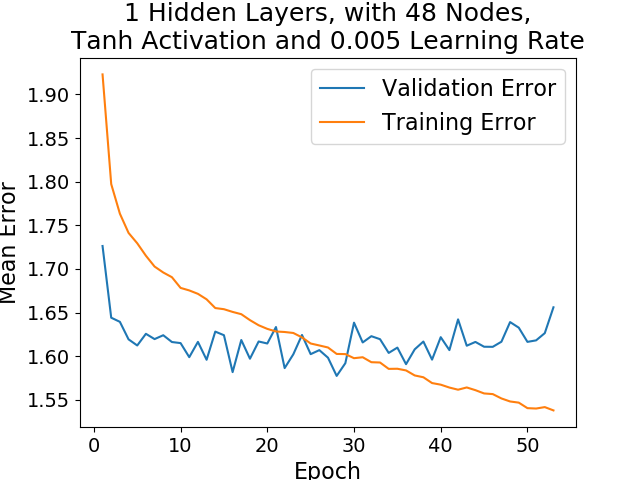 1 Hidden Layers, with 48 Nodes,
Tanh Activation and 0.005 Learning Rate
Validation Error
Training Error
Mean Error
1.90
1.85
1.80
1.75
1.70
1.65
1.60
1.55
0 10 20 30 40 50
Epoch